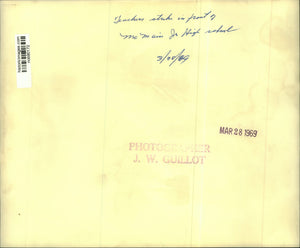 Teachers strike in front of
McMain Jr High school
3/28/69
MAR 28 1969
PHOTOGRAPHER
J. W. GUILLOT